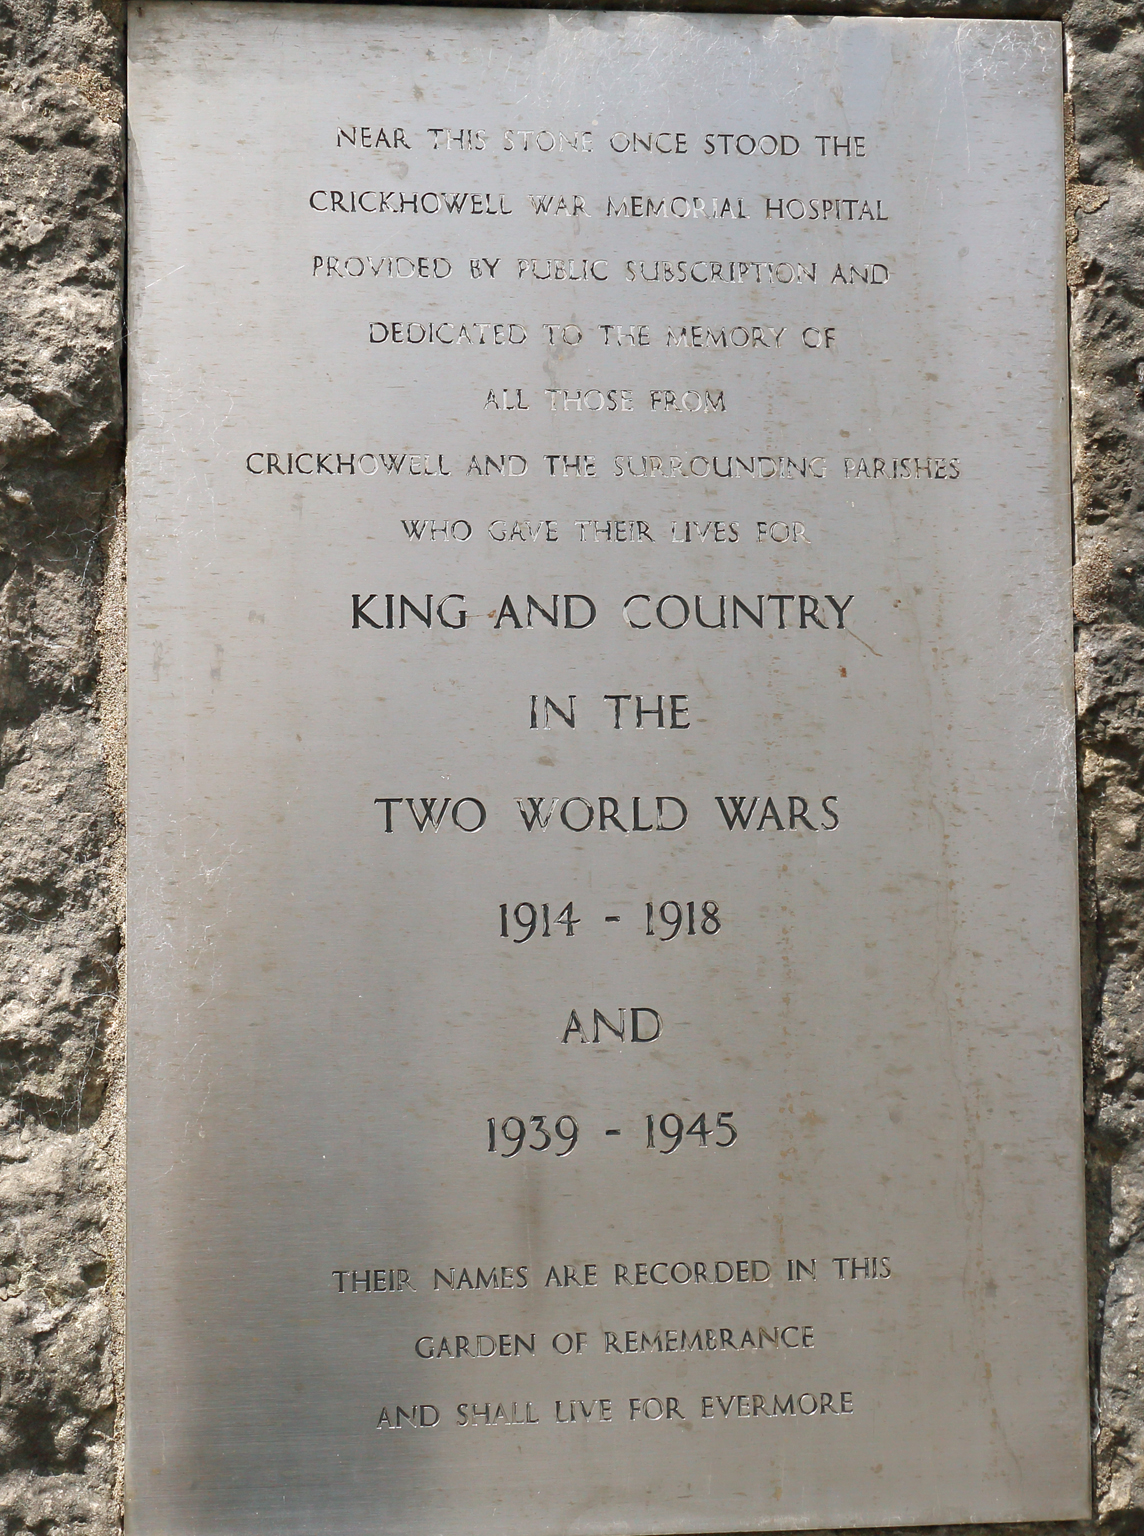 NEAR THIS STONE ONCE STOOD THE
CRICKHOWELL WAR MEMORIAL HOSPITAL
PROVIDED BY PUBLIC SUBSCRIPTION AND
DEDICATED TO THE MEMORY OF
ALL THOSE FROM
CRICKHOWELL AND THE SURROUNDING PARISHES
WHO GAVE THEIR LIVES FOR
KING AND COUNTRY
IN THE
TWO WORLD WARS
1914 - 1918
AND
1939 - 1945
THEIR NAMES ARE RECORDED IN THIS
GARDEN OF REMEMBRANCE
AND SHALL LIVE FOR EVERMORE